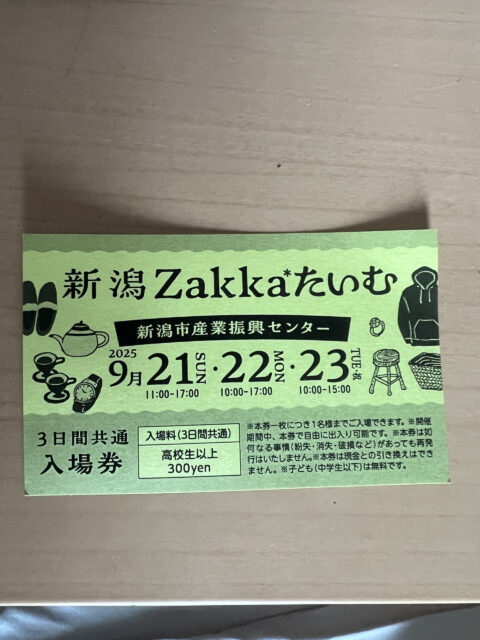 新潟Zakka*たいむ
新潟市産業振興センター
2025
9月21SUN・22MON・23TUE・祝
11:00-17:00 10:00-17:00 10:00-15:00
3日間共通
入場券
入場料(3日間共通)
高校生以上
300yen
※本券一枚につき1名様までご入場できます。※開催
期間中、本券で自由に出入り可能です。※本券は如
何なる事情(紛失・消失・破損など)があっても再発
行はいたしません。※本券は現金との引き換えはでき
ません。※子ども(中学生以下)は無料です。